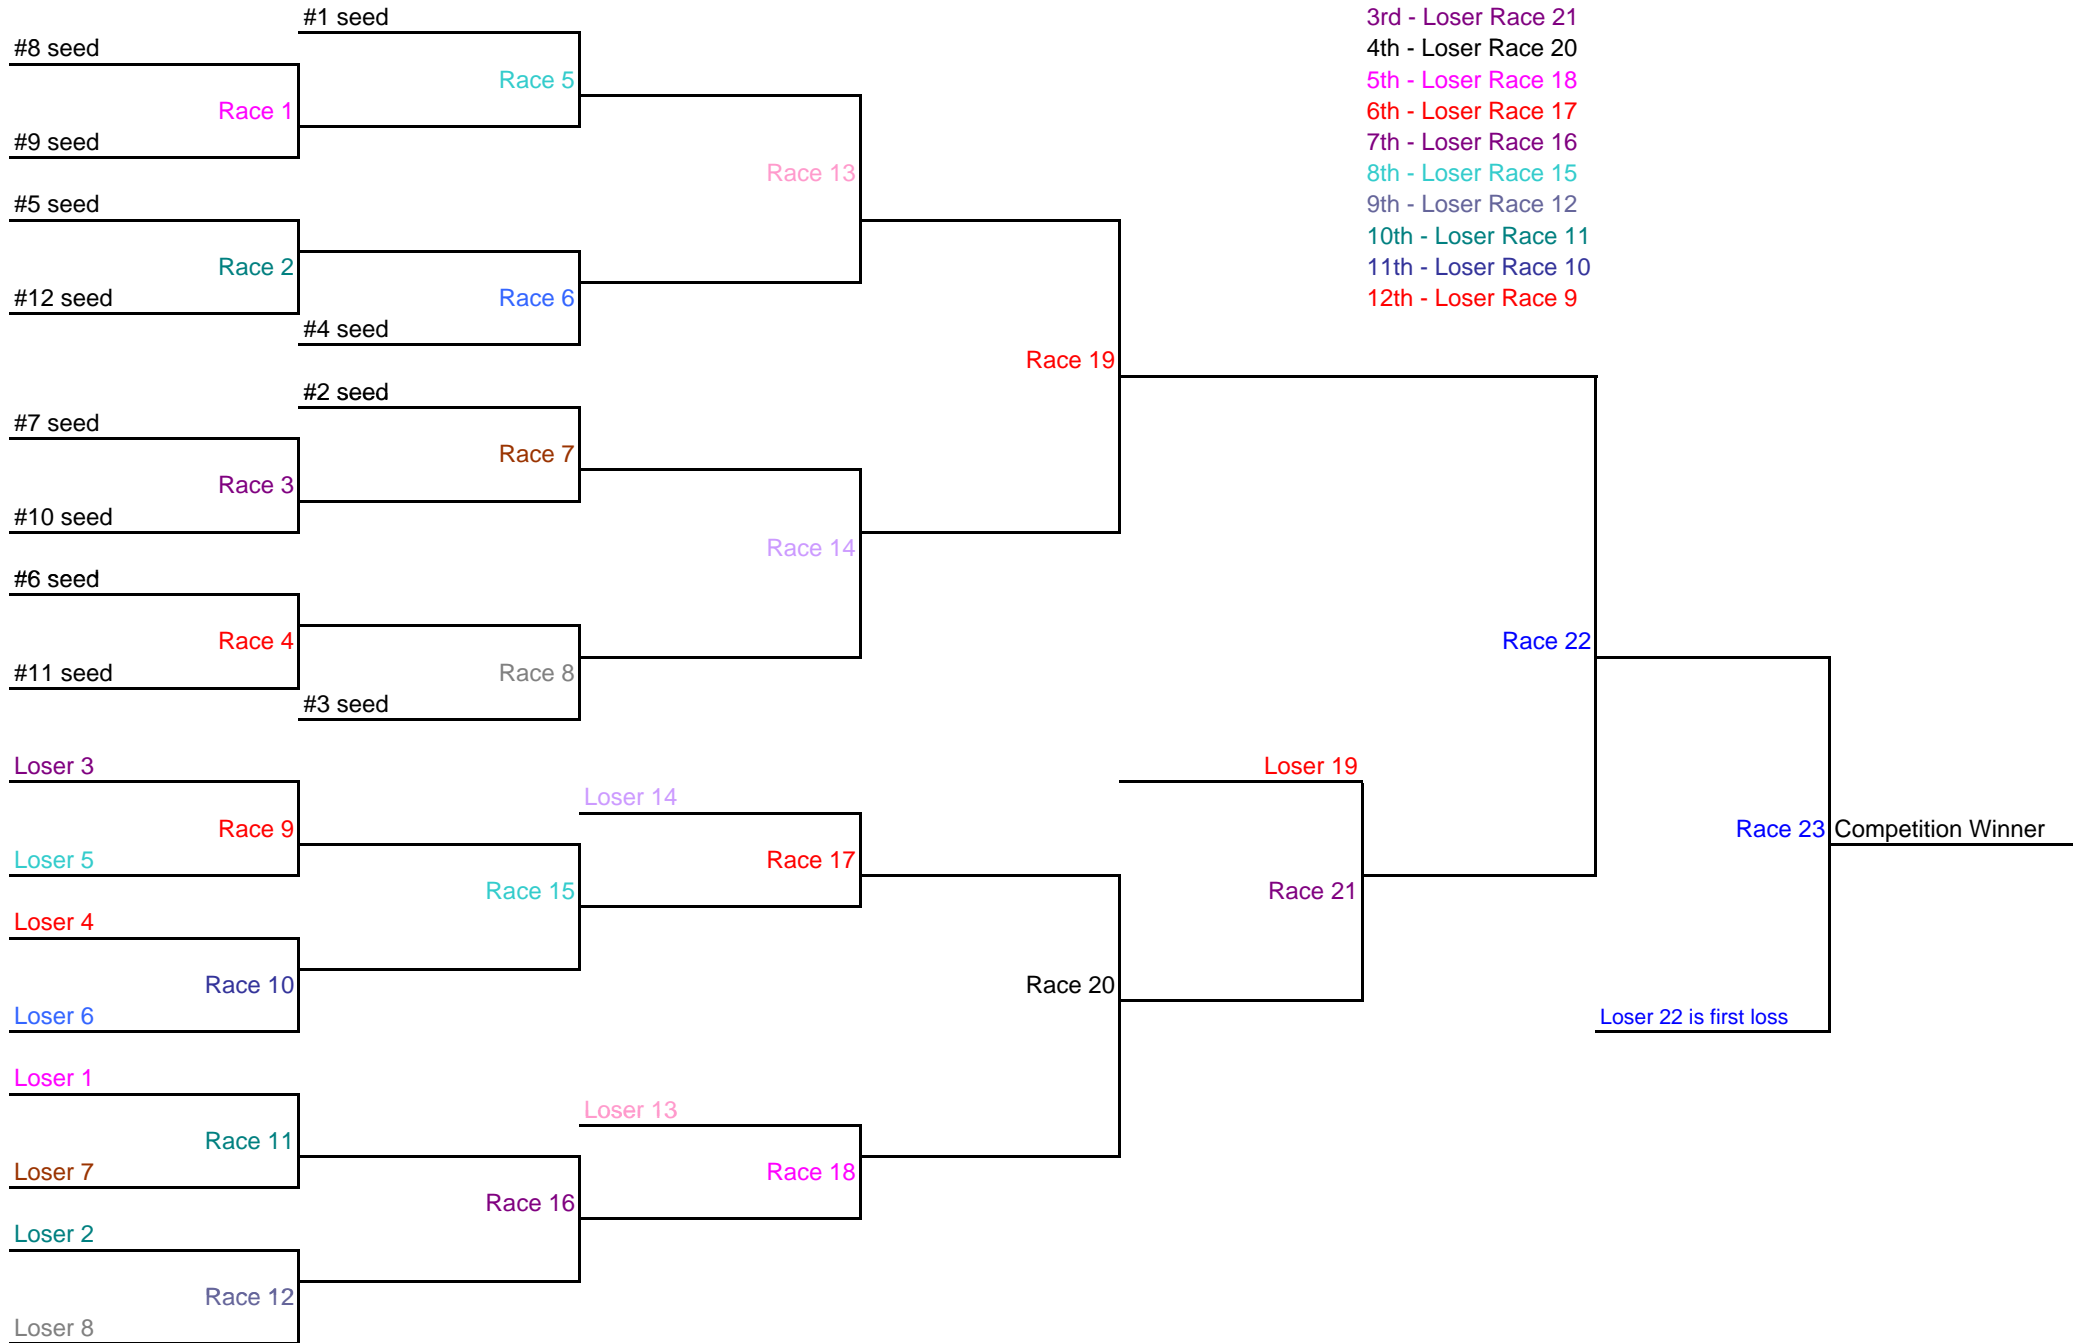 #1 seed
3rd - Loser Race 21
#8 seed
4th - Loser Race 20
Race 5
5th - Loser Race 18
Race 1
6th - Loser Race 17
#9 seed
7th - Loser Race 16
Race 13
8th - Loser Race 15
#5 seed
9th - Loser Race 12
10th - Loser Race 11
Race 2
11th - Loser Race 10
#12 seed
Race 6
12th - Loser Race 9
#4 seed
Race 19
#2 seed
#7 seed
Race 7
Race 3
#10 seed
Race 14
#6 seed
Race 4
Race 22
#11 seed
Race 8
#3 seed
Loser 3
Loser 19
Loser 14
Race 9
Race 23
Competition Winner
Loser 5
Race 17
Race 15
Race 21
Loser 4
Race 10
Race 20
Loser 6
Loser 22 is first loss
Loser 1
Loser 13
Race 11
Loser 7
Race 18
Race 16
Loser 2
Race 12
Loser 8